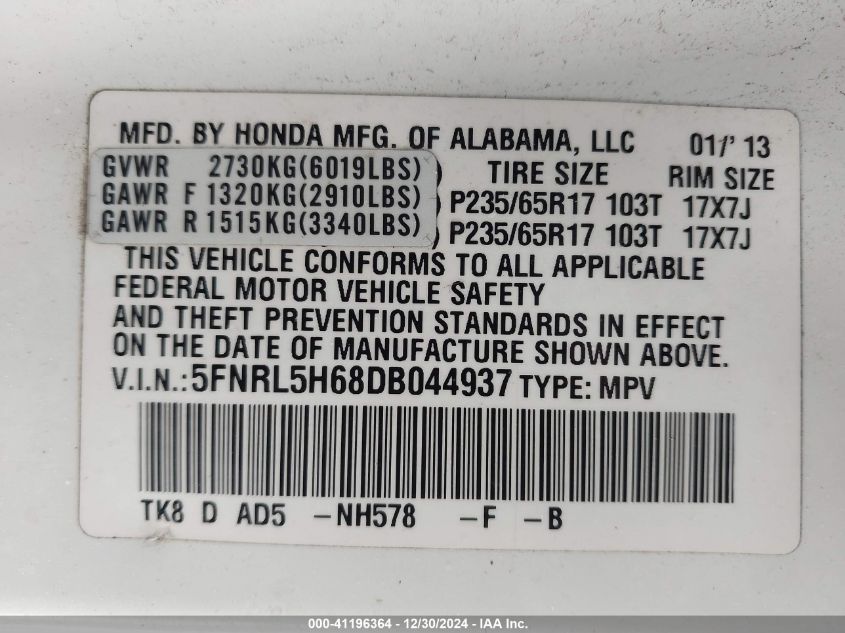 MFD. BY HONDA MFG. OF ALABAMA, LLC 01/' 13
GVWR 2730KG(6019LBS) ) TIRE SIZE RIM SIZE
GAWR F 1320KG(2910LBS) ) P235/65R17 103T 17X7J
GAWR R 1515KG(3340LBS) ) P235/65R17 103T 17X7J
THIS VEHICLE CONFORMS TO ALL APPLICABLE
FEDERAL MOTOR VEHICLE SAFETY
AND THEFT PREVENTION STANDARDS IN EFFECT
ON THE DATE OF MANUFACTURE SHOWN ABOVE.
V.I.N.: 5FNRL5H68DB044937 TYPE: MPV
TK8 D AD5 -NH578 -F -B
000-41196364 - 12/30/2024 - IAA Inc.